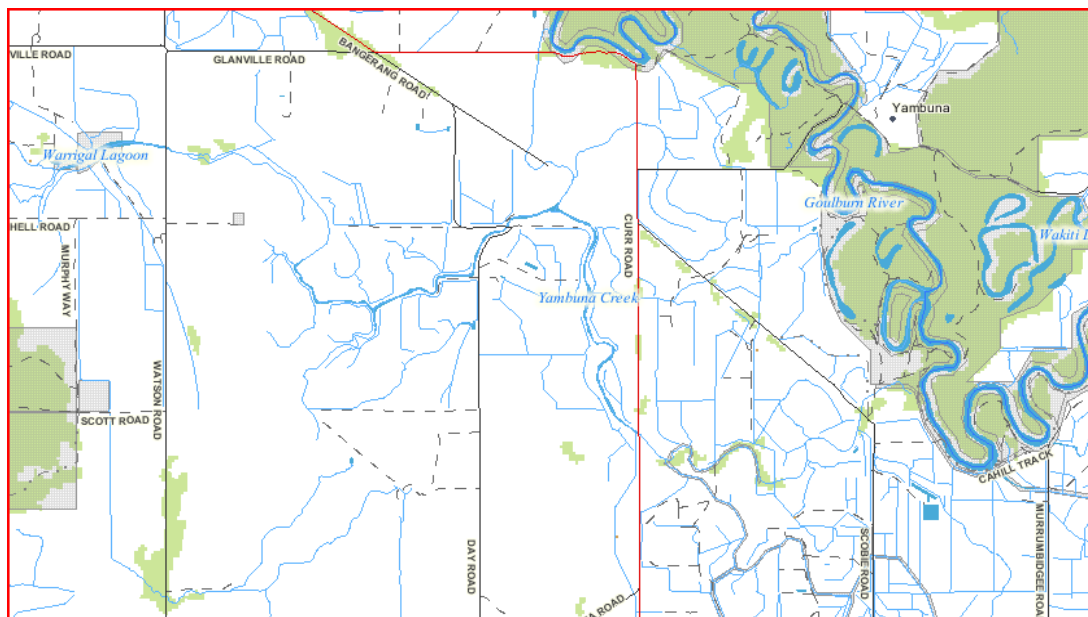 VILLE ROAD
GLANVILLE ROAD
BANGERANG ROAD
Yambuna
Warrigal Lagoon
Goulburn River
HELL ROAD
MURPHY WAY
CURR ROAD
Wakiti L
Yambuna Creek
WATSON ROAD
SCOTT ROAD
CAHILL TRACK
DAY ROAD
SCOBIE ROAD
MURRUMBIDGEE ROA
A ROAD